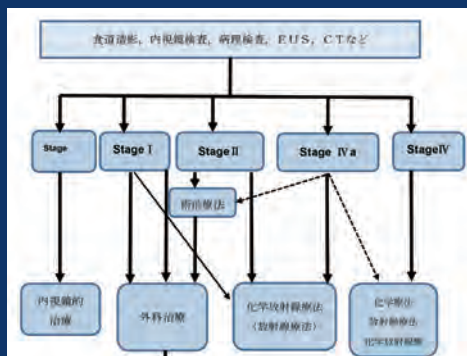 食道造影, 内視鏡検査, 病理検査, EUS, CTなど
Stage
Stage I
Stage II
Stage IVa
StageIV
術前療法
内視鏡的
治療
外科治療
化学放射線療法
(放射線療法)
化学療法
放射線療法
化学放射線療